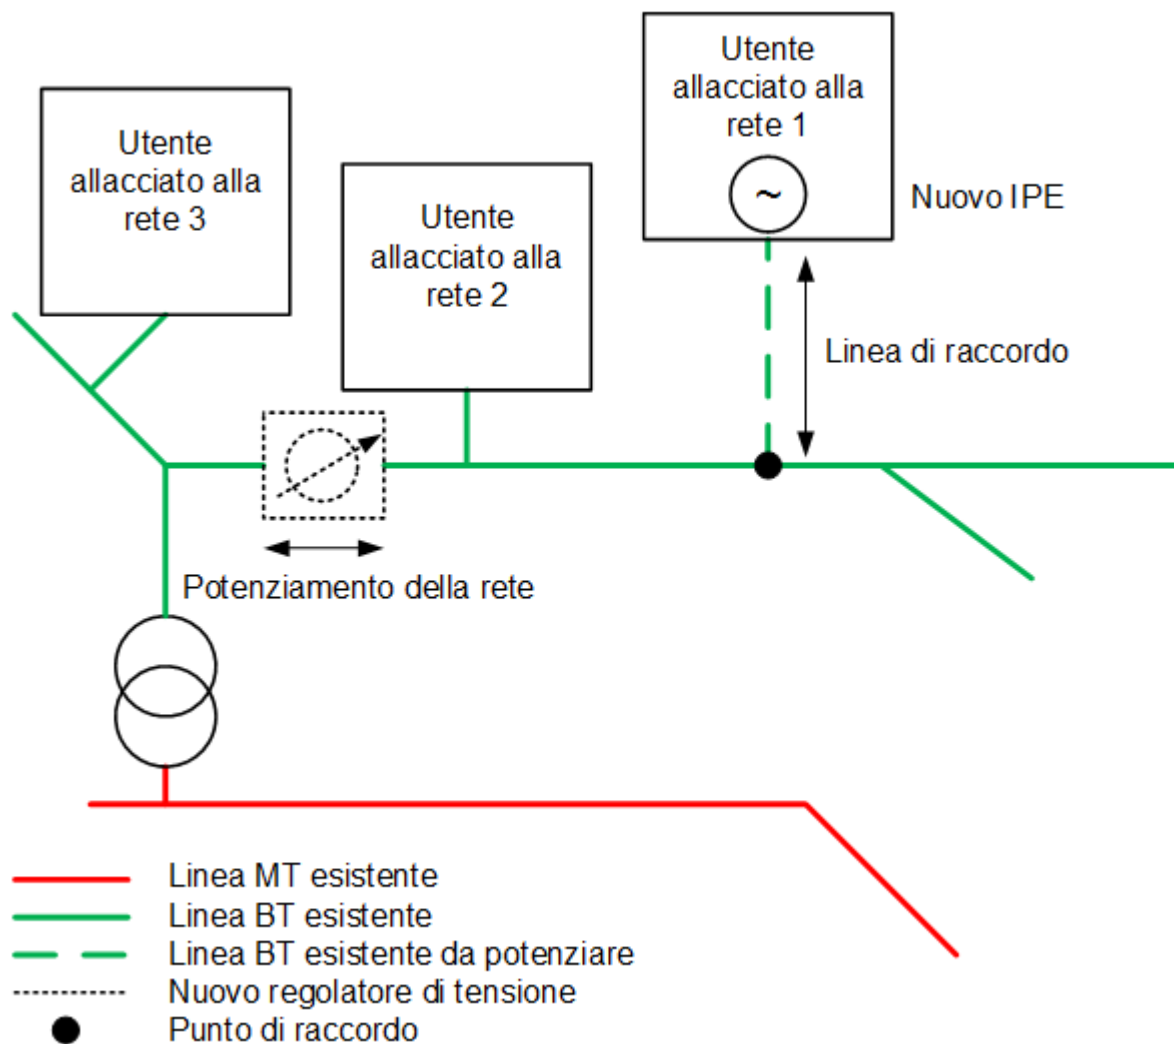 Utente
allacciato alla
rete 1
Utente
allacciato alla
rete 3
Utente
allacciato alla
rete 2
~
Nuovo IPE
Linea di raccordo
Potenziamento della rete
Linea MT esistente
Linea BT esistente
Linea BT esistente da potenziare
Nuovo regolatore di tensione
Punto di raccordo